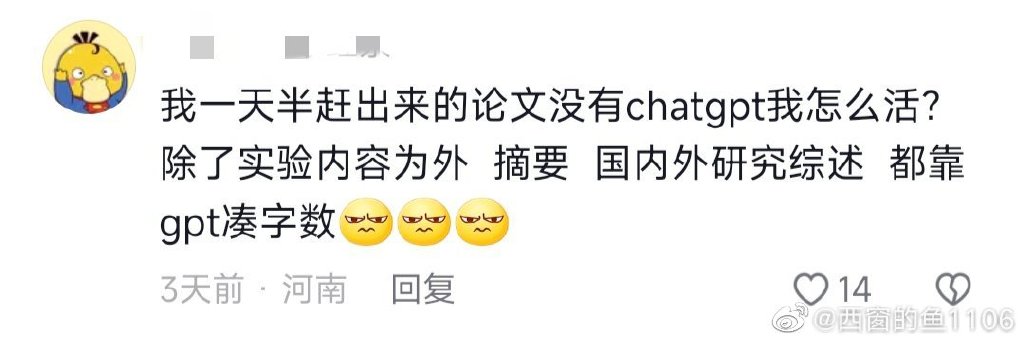 我一天半赶出来的论文没有chatgpt我怎么活？
除了实验内容为外 摘要 国内外研究综述 都靠
gpt凑字数
3天前 · 河南 回复 14
@西窗的鱼1106